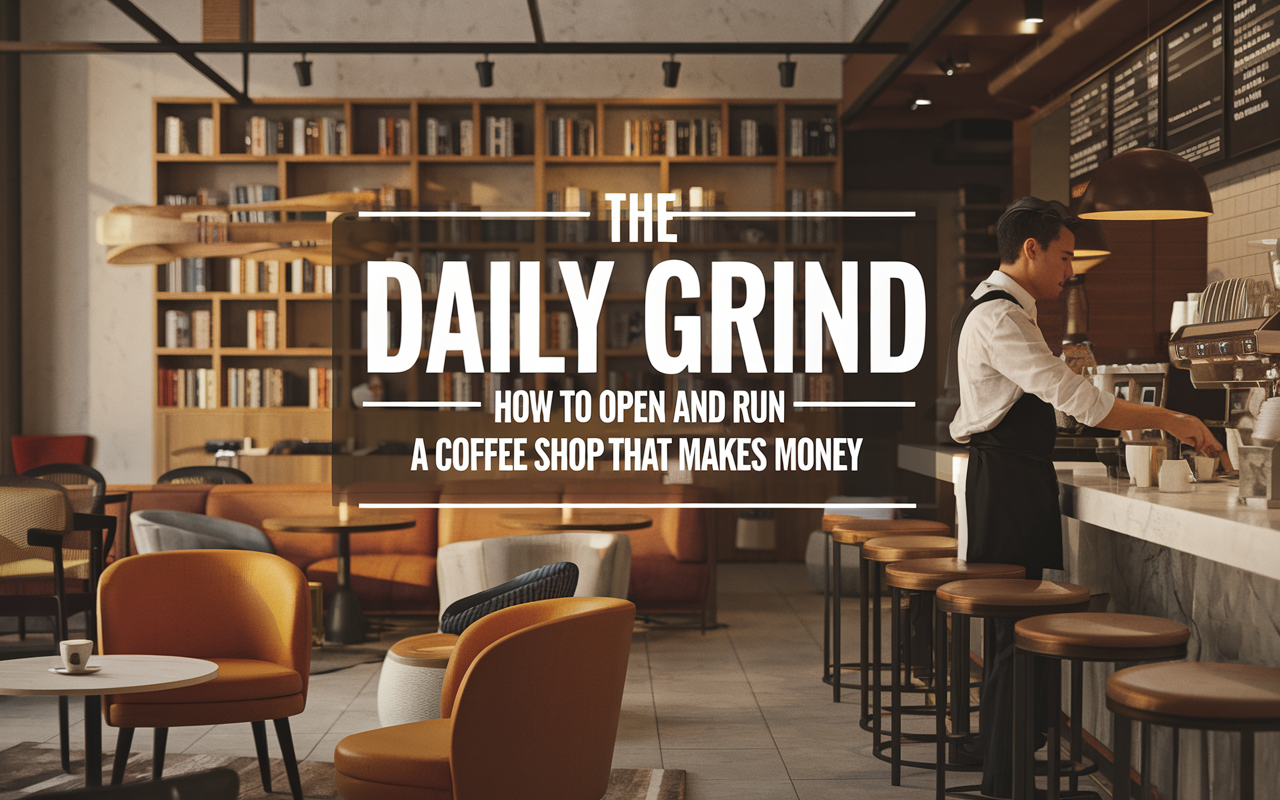 THE
DAILY GRIND
HOW TO OPEN AND RUN
A COFFEE SHOP THAT MAKES MONEY